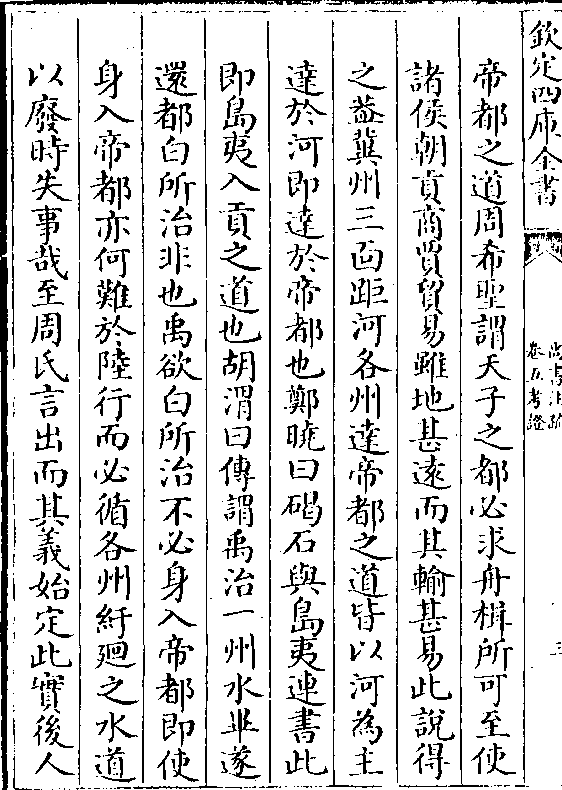 欽定四庫全書
尚書注疏
卷五考證
三
帝都之道周希聖謂天子之都必求舟楫所可至使
諸侯朝貢商賈貿易雖地甚遠而其輸甚易此說得
之葢冀州三面距河各州達帝都之道皆以河為主
達於河即達於帝都也鄭曉曰碣石與島夷連書此
即島夷入貢之道也胡渭曰傳謂禹治一州水畢遂
還都白所治非也禹欲白所治不必身入帝都即使
身入帝都亦何難於陸行而必循各州紆廻之水道
以廢時失事哉至周氏言出而其義始定此實後人